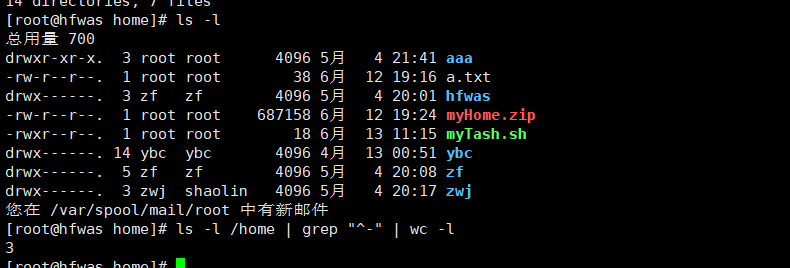 14 directories, 7 files
[root@hfwas home]# ls -l
总用量 700
drwxr-xr-x.  3 root root      4096 5月   4 21:41 aaa
-rw-r--r--.  1 root root        38 6月  12 19:16 a.txt
drwx------.  3 zf   zf        4096 5月   4 20:01 hfwas
-rw-r--r--.  1 root root    687158 6月  12 19:24 myHome.zip
-rwxr--r--.  1 root root        18 6月  13 11:15 myTash.sh
drwx------. 14 ybc  ybc       4096 4月  13 00:51 ybc
drwx------.  5 zf   zf        4096 5月   4 20:08 zf
drwx------.  3 zwj  shaolin   4096 5月   4 20:17 zwj
您在 /var/spool/mail/root 中有新邮件
[root@hfwas home]# ls -l /home | grep "^-" | wc -l
3
[root@hfwas home]#